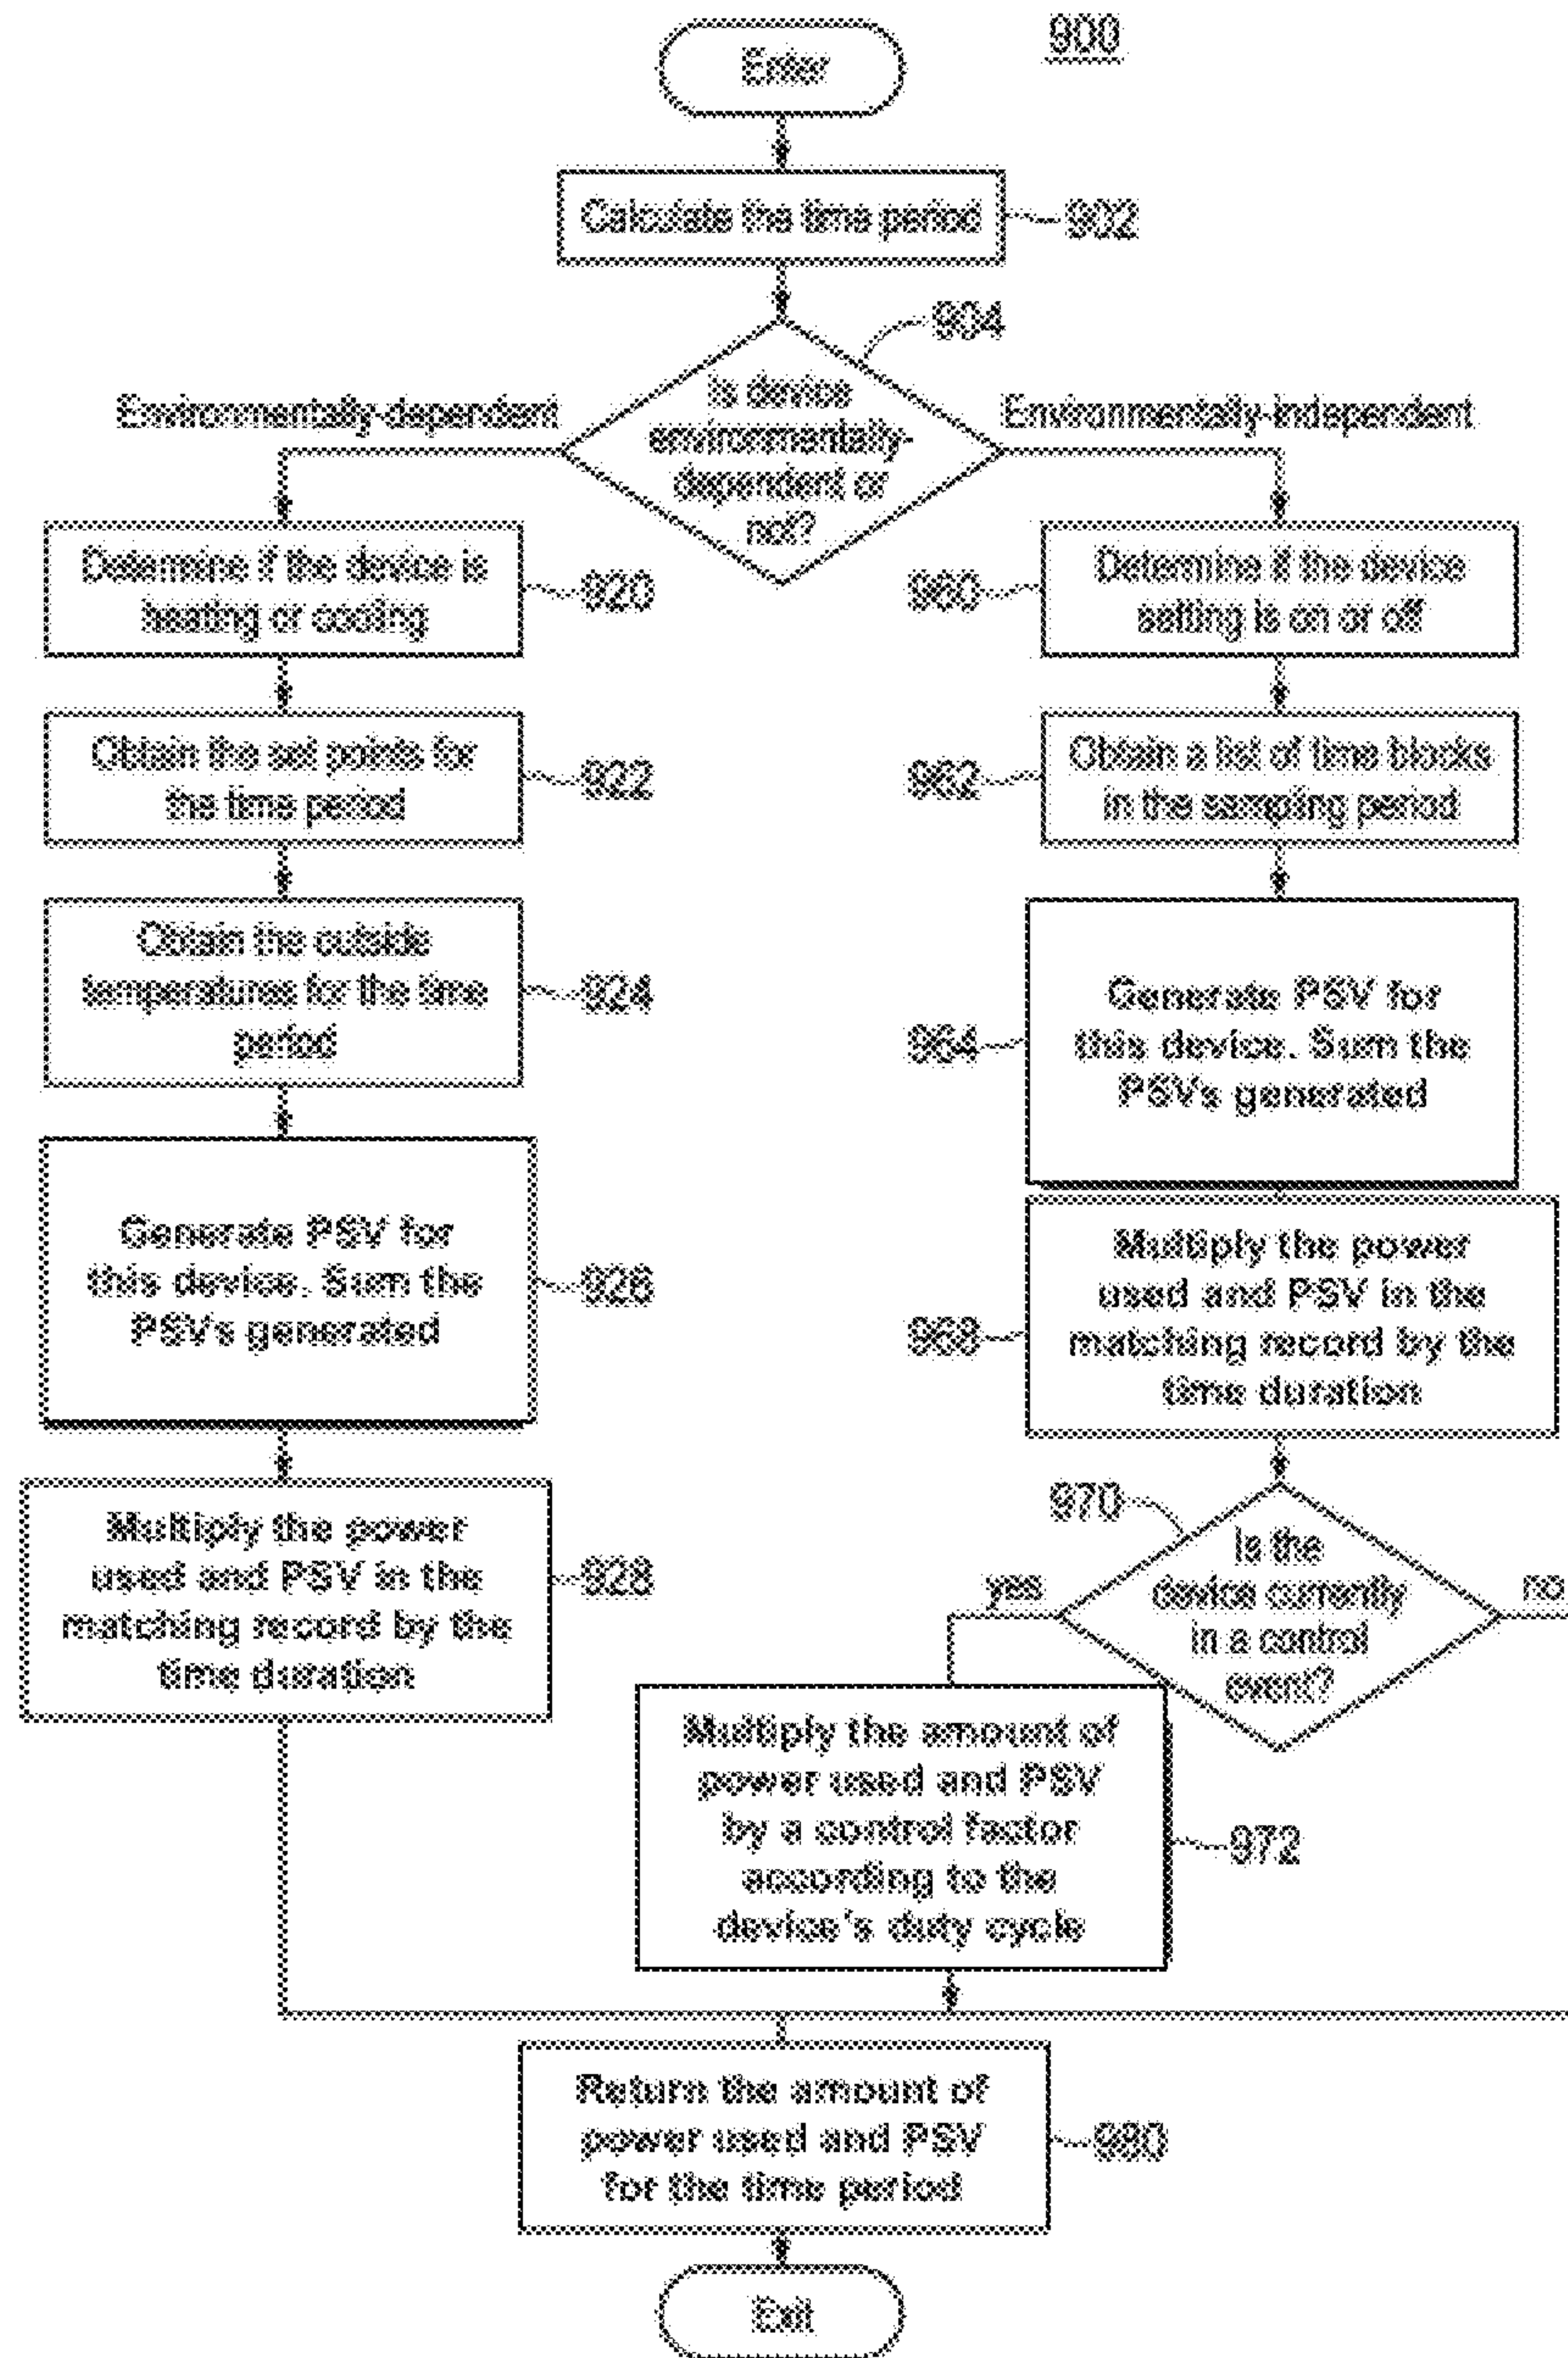 900
Enter
Calculate the time period
902
904
Is device
environmentally-
dependent or
not?
Environmentally-dependent
Environmentally-independent
Determine if the device is
heating or cooling
920
Obtain the set points for
the time period
922
Obtain the outside
temperatures for the time
period
924
Generate PSV for
this device. Sum the
PSVs generated
926
Multiply the power
used and PSV in the
matching record by the
time duration
928
960
Determine if the device
setting is on or off
962
Obtain a list of time blocks
in the sampling period
964
Generate PSV for
this device. Sum the
PSVs generated
968
Multiply the power
used and PSV in the
matching record by the
time duration
970
Is the
device currently
in a control
event?
yes
no
Multiply the amount of
power used and PSV
by a control factor
according to the
device's duty cycle
972
Return the amount of
power used and PSV
for the time period
980
Exit